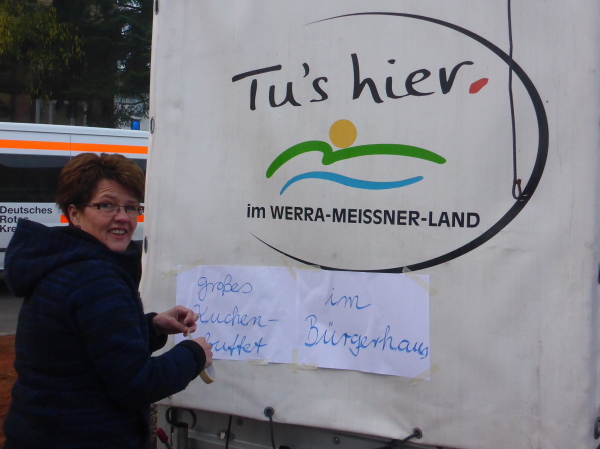 Tu's hier.
im WERRA-MEISSNER-LAND
Deutsches
Rotes
großes
Kuchen-
buffet
im
Bürgerhaus